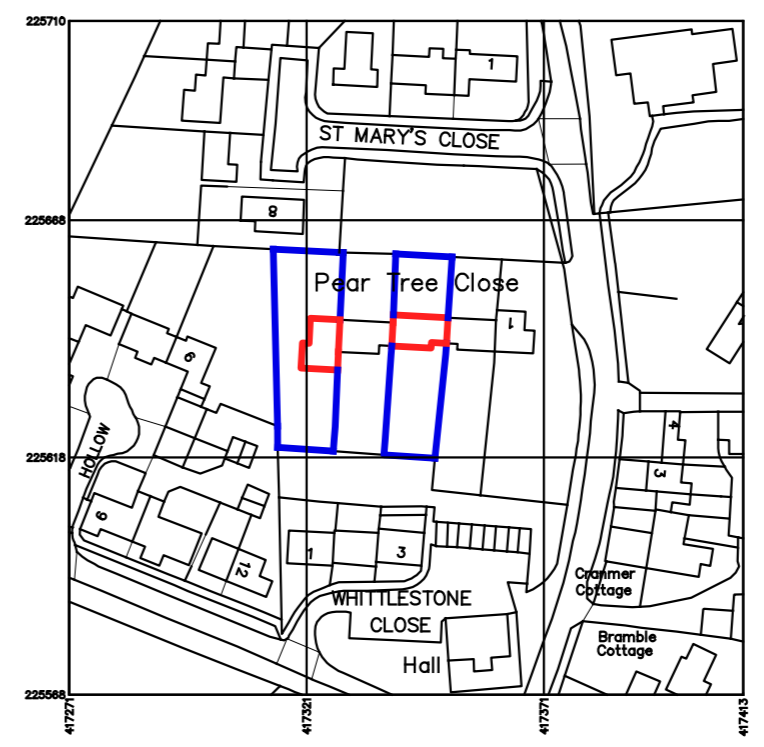 225710
1
ST MARY'S CLOSE
225668
8
Pear Tree Close
1
6
4
HOLLOW
225618
3
9
1
3
12
Cranmer
Cottage
WHITTLESTONE
CLOSE
Bramble
Cottage
Hall
225568
417271
417321
417371
417413